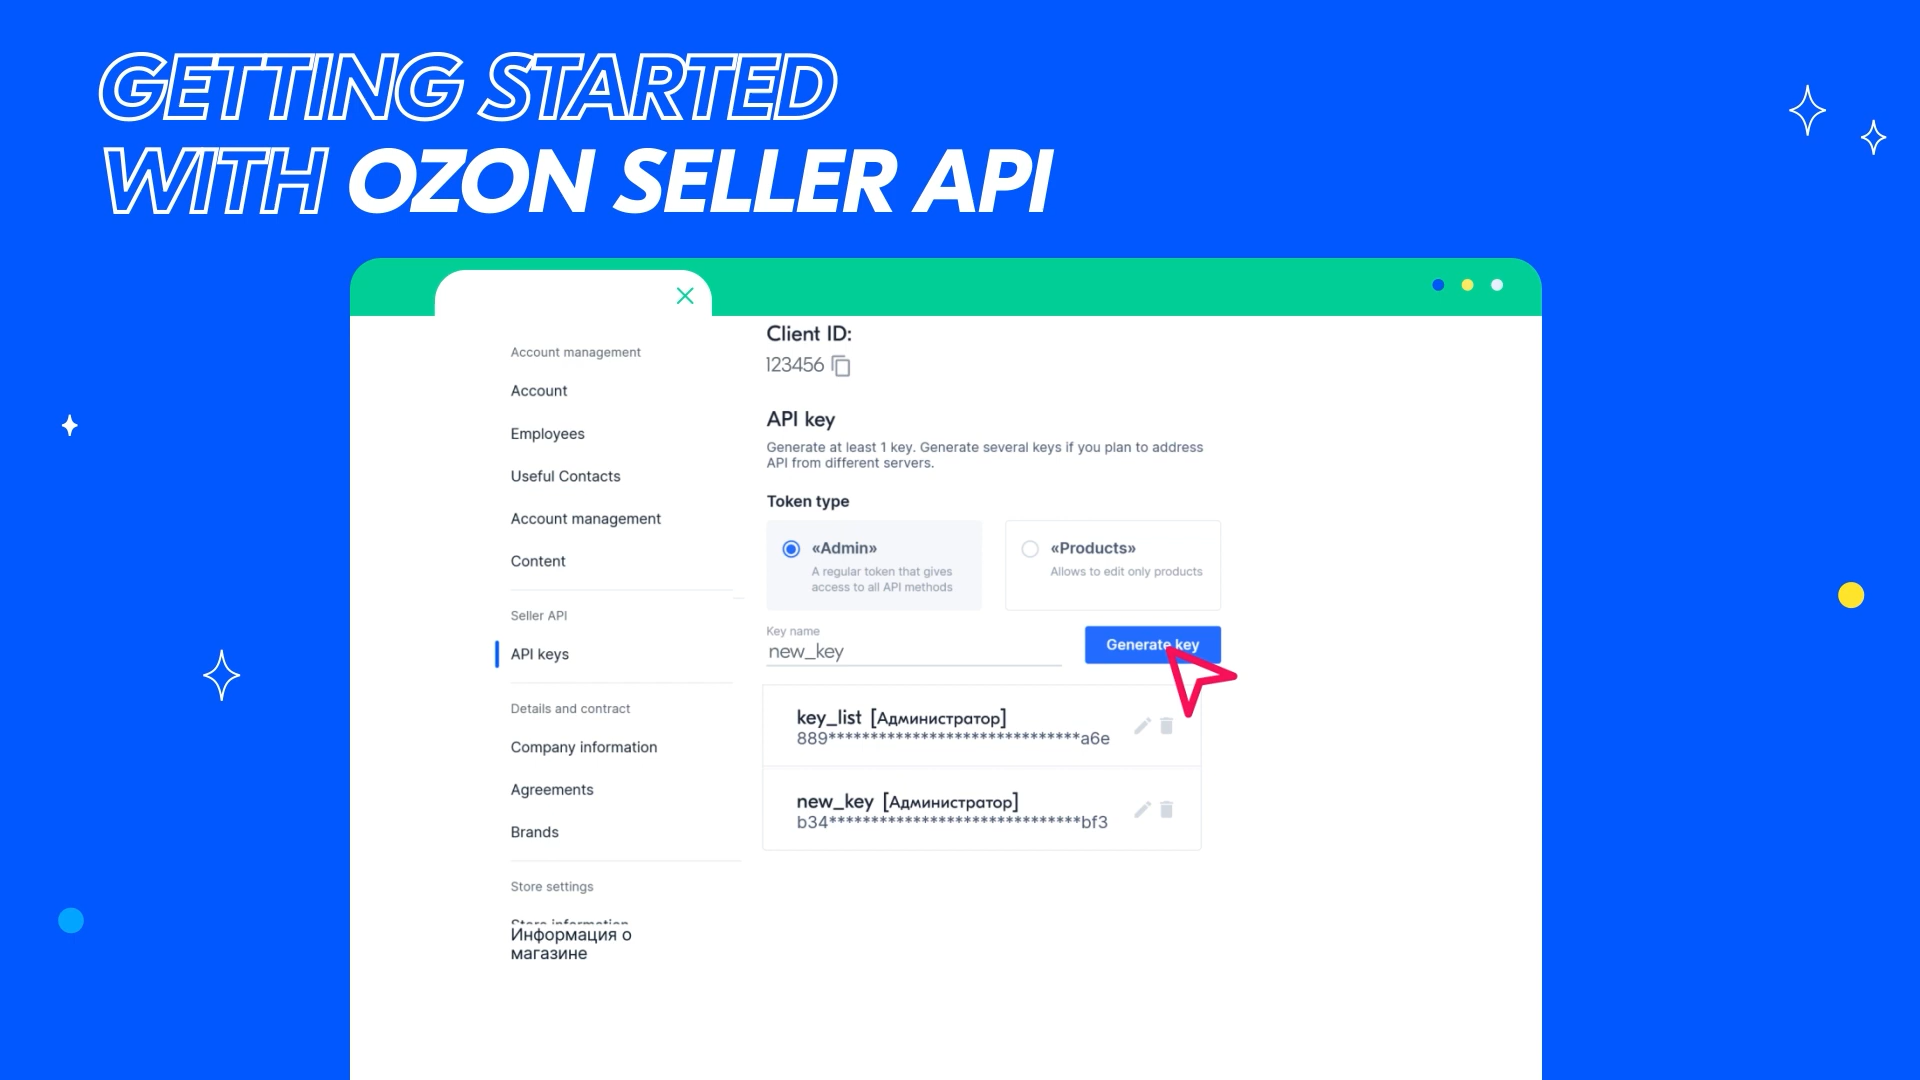 GETTING STARTED
WITH OZON SELLER API
Account management
Account
Employees
Useful Contacts
Account management
Content
Seller API
API keys
Details and contract
Company information
Agreements
Brands
Store settings
Store information
Информация о
магазине
Client ID:
123456
API key
Generate at least 1 key. Generate several keys if you plan to address
API from different servers.
Token type
«Admin»
A regular token that gives
access to all API methods
«Products»
Allows to edit only products
Key name
new_key
Generate key
key_list [Администратор]
889******************************a6e
new_key [Администратор]
b34******************************bf3